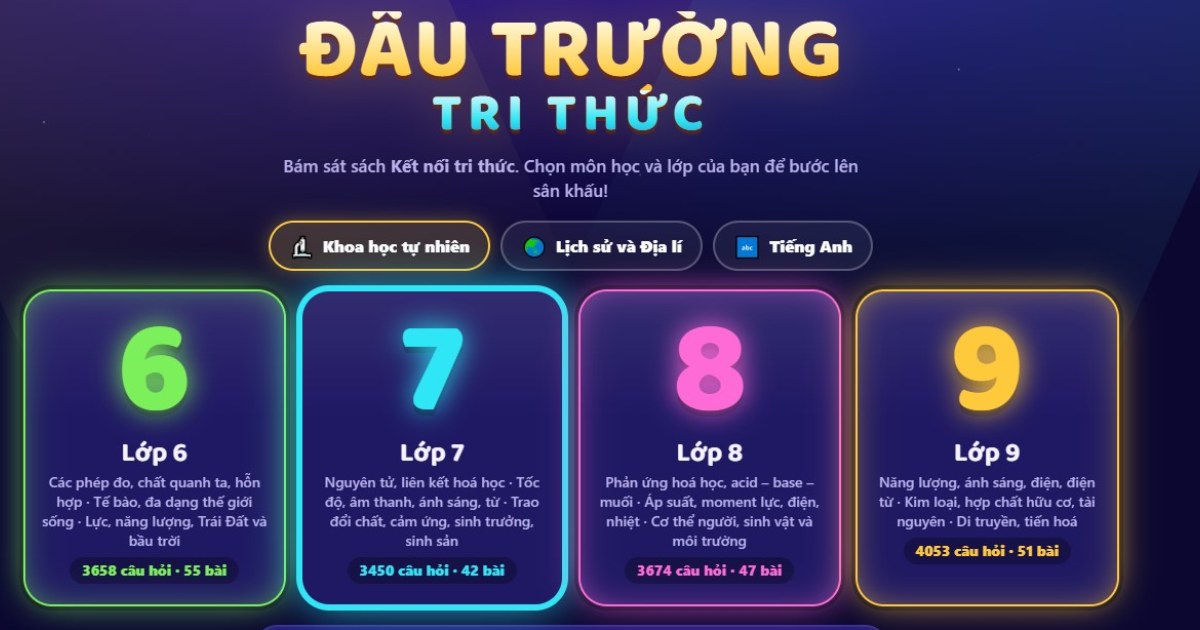 ĐẤU TRƯỜNG
TRI THỨC
Bám sát sách Kết nối tri thức. Chọn môn học và lớp của bạn để bước lên
sân khấu!
Khoa học tự nhiên
Lịch sử và Địa lí
abc Tiếng Anh
6
Lớp 6
Các phép đo, chất quanh ta, hỗn
hợp · Tế bào, đa dạng thế giới
sống · Lực, năng lượng, Trái Đất và
bầu trời
3658 câu hỏi · 55 bài
7
Lớp 7
Nguyên tử, liên kết hoá học · Tốc
độ, âm thanh, ánh sáng, từ · Trao
đổi chất, cảm ứng, sinh trưởng,
sinh sản
3450 câu hỏi · 42 bài
8
Lớp 8
Phản ứng hoá học, acid – base –
muối · Áp suất, moment lực, điện,
nhiệt · Cơ thể người, sinh vật và
môi trường
3674 câu hỏi · 47 bài
9
Lớp 9
Năng lượng, ánh sáng, điện, điện
từ · Kim loại, hợp chất hữu cơ, tài
nguyên · Di truyền, tiến hoá
4053 câu hỏi · 51 bài